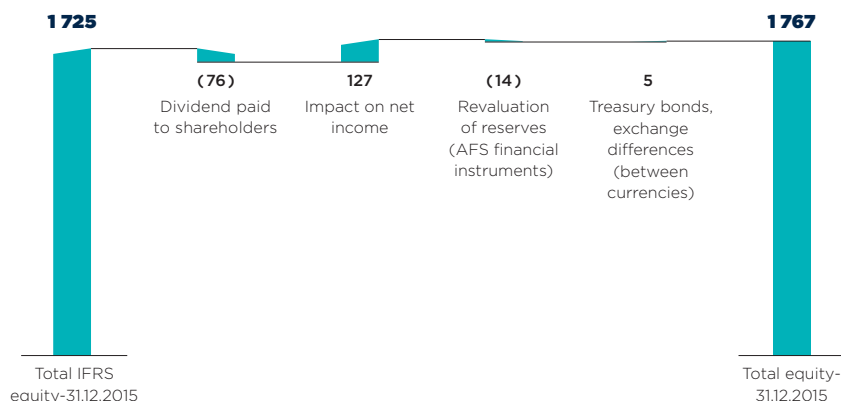 1 725
1 767
(76)
Dividend paid
to shareholders
127
Impact on net
income
(14)
Revaluation
of reserves
(AFS financial
instruments)
5
Treasury bonds,
exchange
differences
(between
currencies)
Total IFRS
equity-31.12.2015
Total equity-
31.12.2015